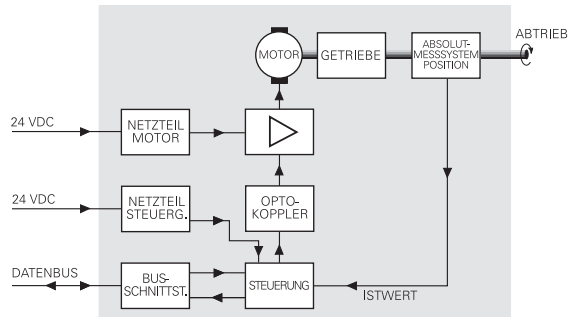 ABTRIEB
MOTOR
GETRIEBE
ABSOLUT-
MESSSYSTEM
POSITION
24 VDC
NETZTEIL
MOTOR
24 VDC
NETZTEIL
STEUERG.
OPTO-
KOPPLER
DATENBUS
BUS-
SCHNITTST.
STEUERUNG
ISTWERT